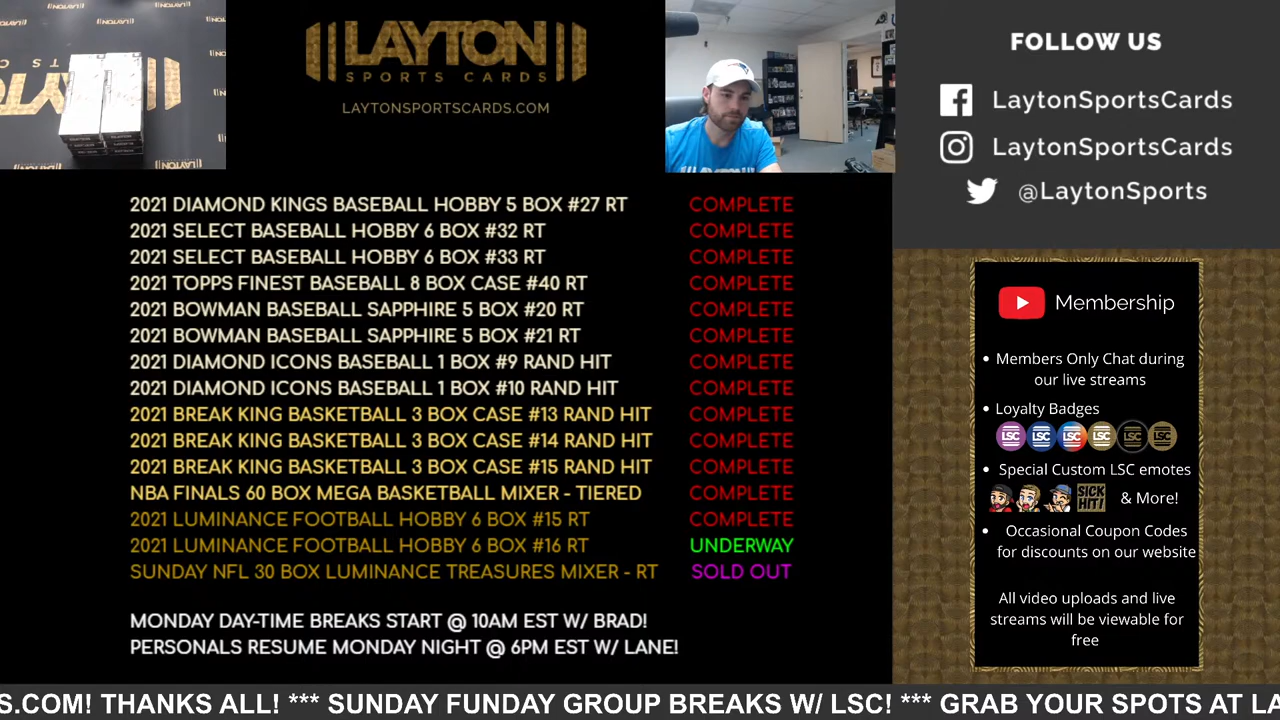 LAYTON
SPORTS CARDS
LAYTONSPORTSCARDS.COM
FOLLOW US
LaytonSportsCards
LaytonSportsCards
@LaytonSports
2021 DIAMOND KINGS BASEBALL HOBBY 5 BOX #27 RT COMPLETE
2021 SELECT BASEBALL HOBBY 6 BOX #32 RT COMPLETE
2021 SELECT BASEBALL HOBBY 6 BOX #33 RT COMPLETE
2021 TOPPS FINEST BASEBALL 8 BOX CASE #40 RT COMPLETE
2021 BOWMAN BASEBALL SAPPHIRE 5 BOX #20 RT COMPLETE
2021 BOWMAN BASEBALL SAPPHIRE 5 BOX #21 RT COMPLETE
2021 DIAMOND ICONS BASEBALL 1 BOX #9 RAND HIT COMPLETE
2021 DIAMOND ICONS BASEBALL 1 BOX #10 RAND HIT COMPLETE
2021 BREAK KING BASKETBALL 3 BOX CASE #13 RAND HIT COMPLETE
2021 BREAK KING BASKETBALL 3 BOX CASE #14 RAND HIT COMPLETE
2021 BREAK KING BASKETBALL 3 BOX CASE #15 RAND HIT COMPLETE
NBA FINALS 60 BOX MEGA BASKETBALL MIXER - TIERED COMPLETE
2021 LUMINANCE FOOTBALL HOBBY 6 BOX #15 RT COMPLETE
2021 LUMINANCE FOOTBALL HOBBY 6 BOX #16 RT UNDERWAY
SUNDAY NFL 30 BOX LUMINANCE TREASURES MIXER - RT SOLD OUT
MONDAY DAY-TIME BREAKS START @ 10AM EST W/ BRAD!
PERSONALS RESUME MONDAY NIGHT @ 6PM EST W/ LANE!
Membership
• Members Only Chat during
our live streams
• Loyalty Badges
LSC LSC LSC LSC LSC LSC
• Special Custom LSC emotes
SICK HIT! & More!
• Occasional Coupon Codes
for discounts on our website
All video uploads and live
streams will be viewable for
free
S.COM! THANKS ALL! *** SUNDAY FUNDAY GROUP BREAKS W/ LSC! *** GRAB YOUR SPOTS AT LA